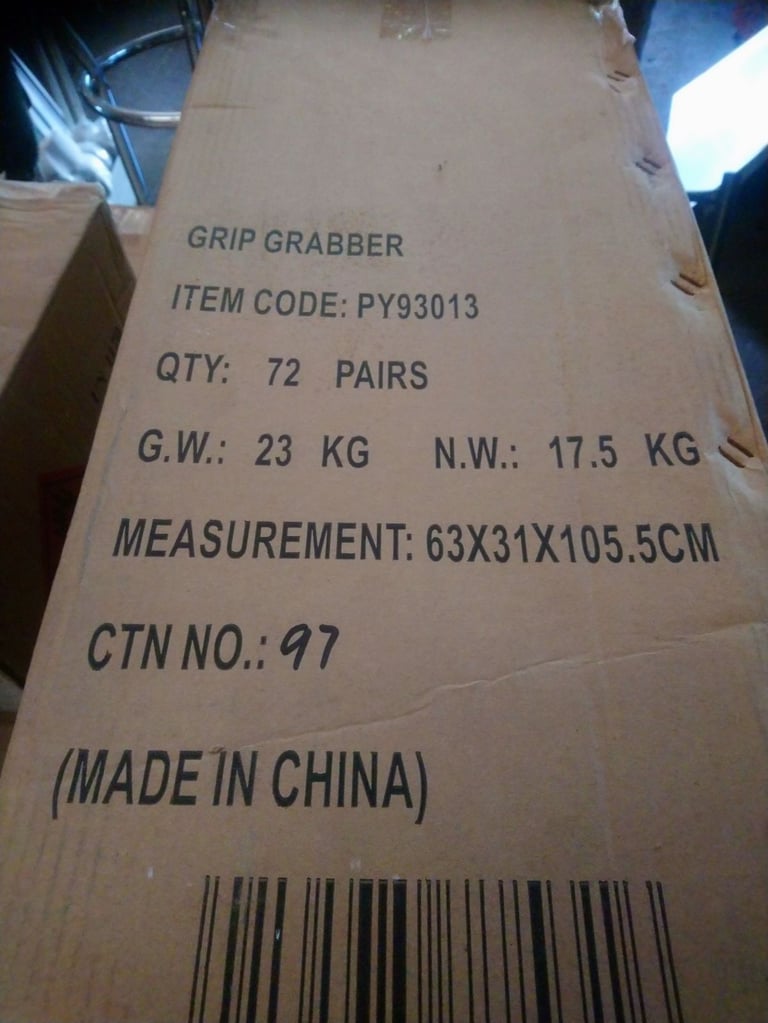 GRIP GRABBER
ITEM CODE: PY93013
QTY: 72 PAIRS
G.W.: 23 KG N.W.: 17.5 KG
MEASUREMENT: 63X31X105.5CM
CTN NO.: 97
(MADE IN CHINA)